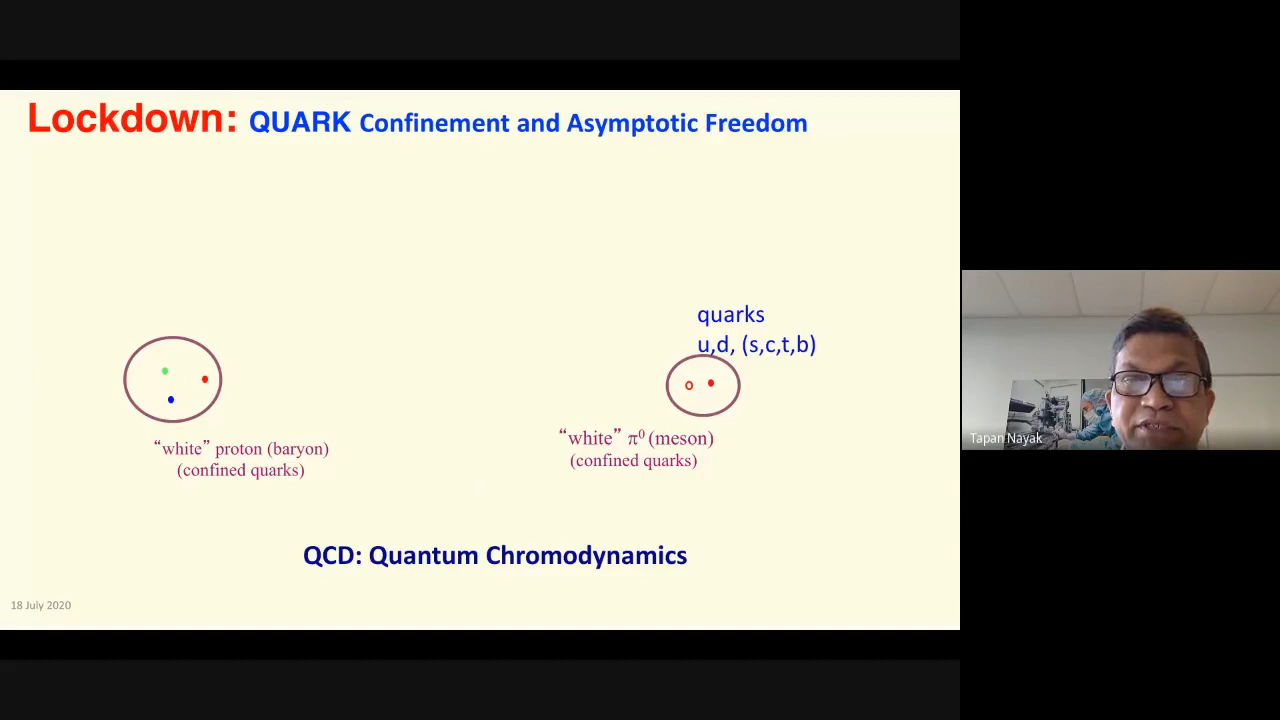 Lockdown: QUARK Confinement and Asymptotic Freedom
quarks
u,d, (s,c,t,b)
“white” proton (baryon)
(confined quarks)
“white” π⁰ (meson)
(confined quarks)
QCD: Quantum Chromodynamics
18 July 2020
Tapan Nayak